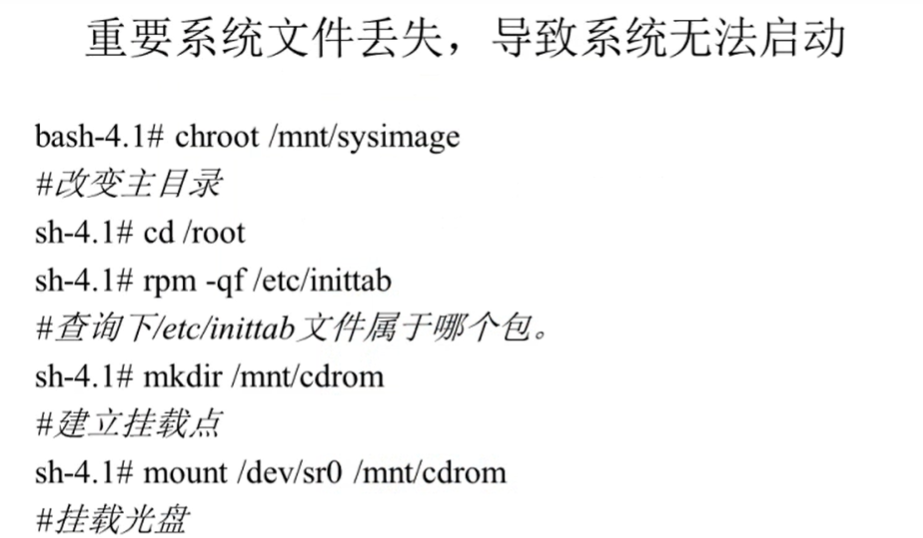 重要系统文件丢失，导致系统无法启动
bash-4.1# chroot /mnt/sysimage
#改变主目录
sh-4.1# cd /root
sh-4.1# rpm -qf /etc/inittab
#查询下/etc/inittab文件属于哪个包。
sh-4.1# mkdir /mnt/cdrom
#建立挂载点
sh-4.1# mount /dev/sr0 /mnt/cdrom
#挂载光盘